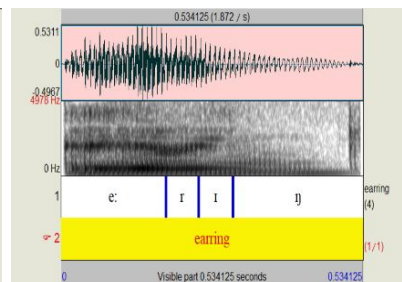 0.534125 (1.872 / s)
0.5311
0
-0.4967
4978 Hz
0 Hz
1 e: r ɪ ɪ ŋ earring
(4)
2 earring (1/1)
0 Visible part 0.534125 seconds 0.534125